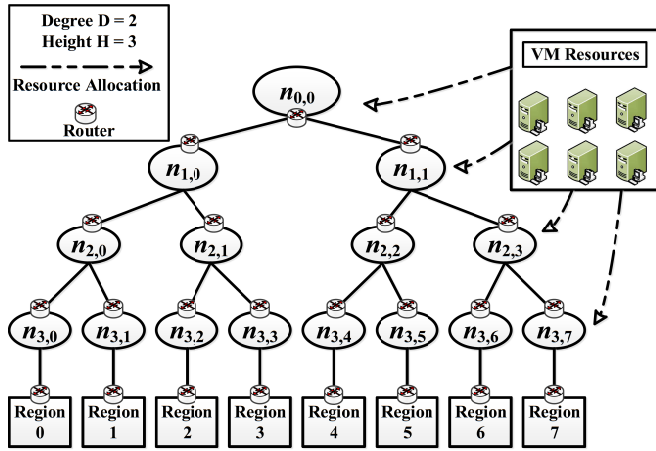 Degree D = 2
Height H = 3
Resource Allocation
Router
VM Resources
n0,0
n1,0
n1,1
n2,0
n2,1
n2,2
n2,3
n3,0
n3,1
n3.2
n3,3
n3,4
n3,5
n3,6
n3,7
Region
0
Region
1
Region
2
Region
3
Region
4
Region
5
Region
6
Region
7